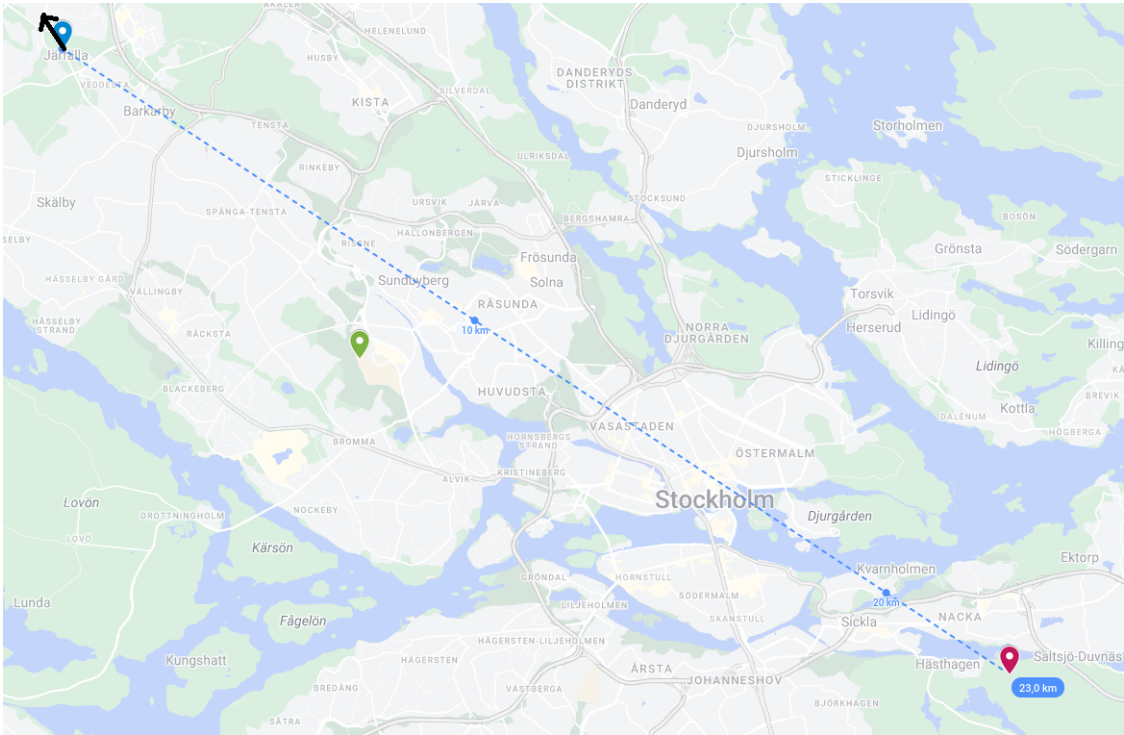 AKALLA
HELENELUND
Järfälla
HUSBY
DANDERYDS
DISTRIKT
VEDDESTA
SILVERDAL
KISTA
Danderyd
Barkarby
Storholmen
TENSTA
DJURSHOLM
Djursholm
ULRIKSDAL
RINKEBY
STICKLINGE
Skälby
URSVIK
JÄRVA
STOCKSUND
SPÅNGA-TENSTA
BERGSHAMRA
BOSÖN
HALLONBERGEN
SELBY
RISSNE
Grönsta
Södergarn
Frösunda
HÄSSELBY GÅRD
Sundbyberg
Solna
VÄLLINGBY
Torsvik
RÅSUNDA
Lidingö
HÄSSELBY
STRAND
10 km
RÅCKSTA
NORRA
DJURGÅRDEN
Herserud
Killing
Lidingö
BLACKEBERG
HUVUDSTA
BREVIK
Kottla
DALÉNUM
VASASTADEN
HÖGBERGA
BROMMA
HORNSBERGS
STRAND
ÖSTERMALM
KRISTINEBERG
ALVIK
Stockholm
Lovön
NOCKEBY
DROTTNINGHOLM
Djurgården
LOVÖ
Kärsön
Ektorp
Kvarnholmen
GRÖNDAL
HORNSTULL
SÖDERMALM
20 km
Lunda
LILJEHOLMEN
Fågelön
SKANSTULL
Sickla
NACKA
HÄGERSTEN-LILJEHOLMEN
Kungshatt
HÄGERSTEN
ÅRSTA
Hästhagen
Saltsjö-Duvnäs
JOHANNESHOV
BREDÄNG
VÄSTBERGA
23,0 km
BJÖRKHAGEN
SÄTRA